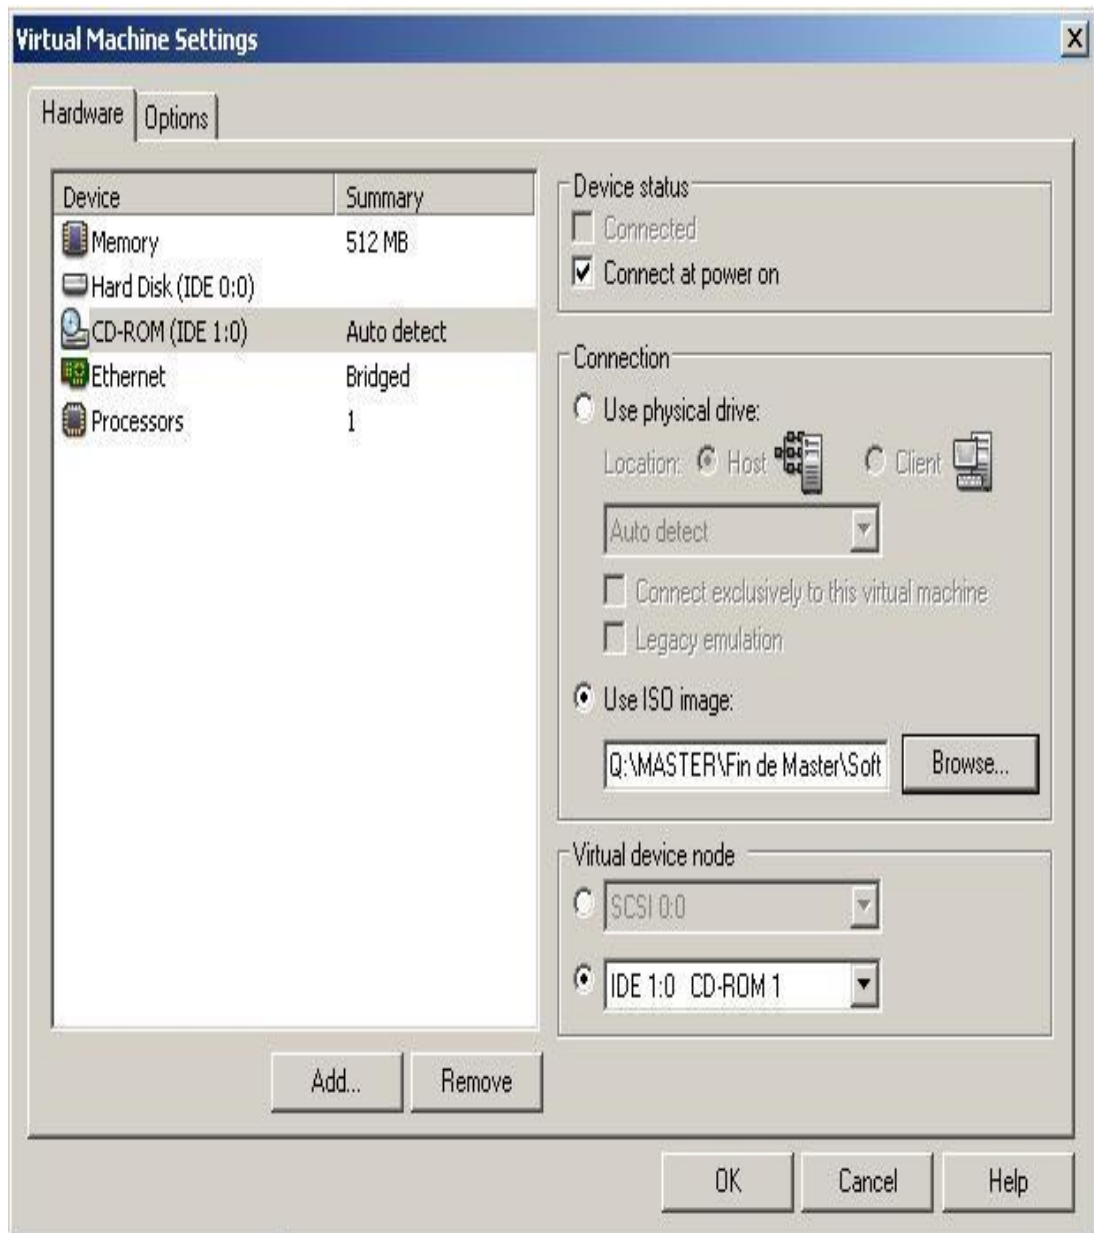 Virtual Machine Settings
Hardware
Options
Device Summary
Memory 512 MB
Hard Disk (IDE 0:0)
CD-ROM (IDE 1:0) Auto detect
Ethernet Bridged
Processors 1
Add...
Remove
Device status
Connected
Connect at power on
Connection
Use physical drive:
Location: Host Client
Auto detect
Connect exclusively to this virtual machine
Legacy emulation
Use ISO image:
Q:\MASTER\Fin de Master\Soft
Browse...
Virtual device node
SCSI 0:0
IDE 1:0 CD-ROM 1
OK
Cancel
Help